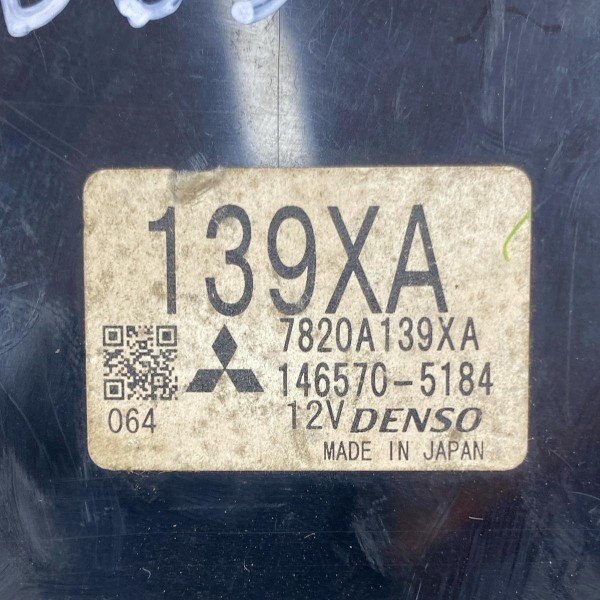 139XA
7820A139XA
146570-5184
064
12V DENSO
MADE IN JAPAN